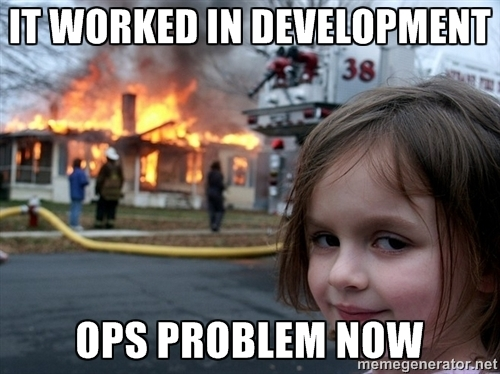 IT WORKED IN DEVELOPMENT
38
OPS PROBLEM NOW
memegenerator.net